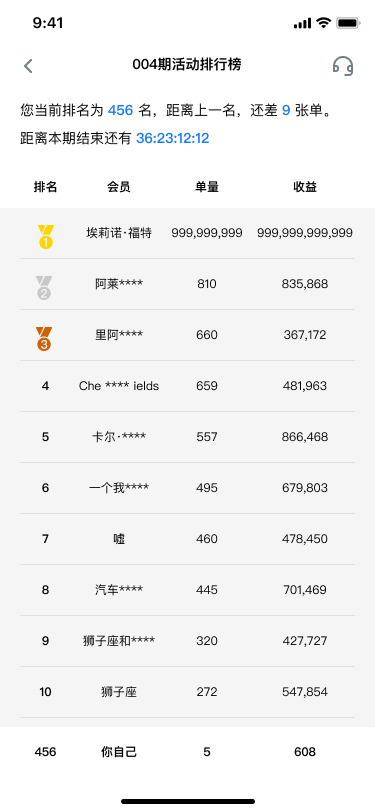 9:41
004期活动排行榜
您当前排名为 456 名，距离上一名，还差 9 张单。
距离本期结束还有 36:23:12:12
排名 会员 单量 收益
1 埃莉诺·福特 999,999,999 999,999,999,999
2 阿莱**** 810 835,868
3 里阿**** 660 367,172
4 Che **** ields 659 481,963
5 卡尔·**** 557 866,468
6 一个我**** 495 679,803
7 嘘 460 478,450
8 汽车**** 445 701,469
9 狮子座和**** 320 427,727
10 狮子座 272 547,854
456 你自己 5 608